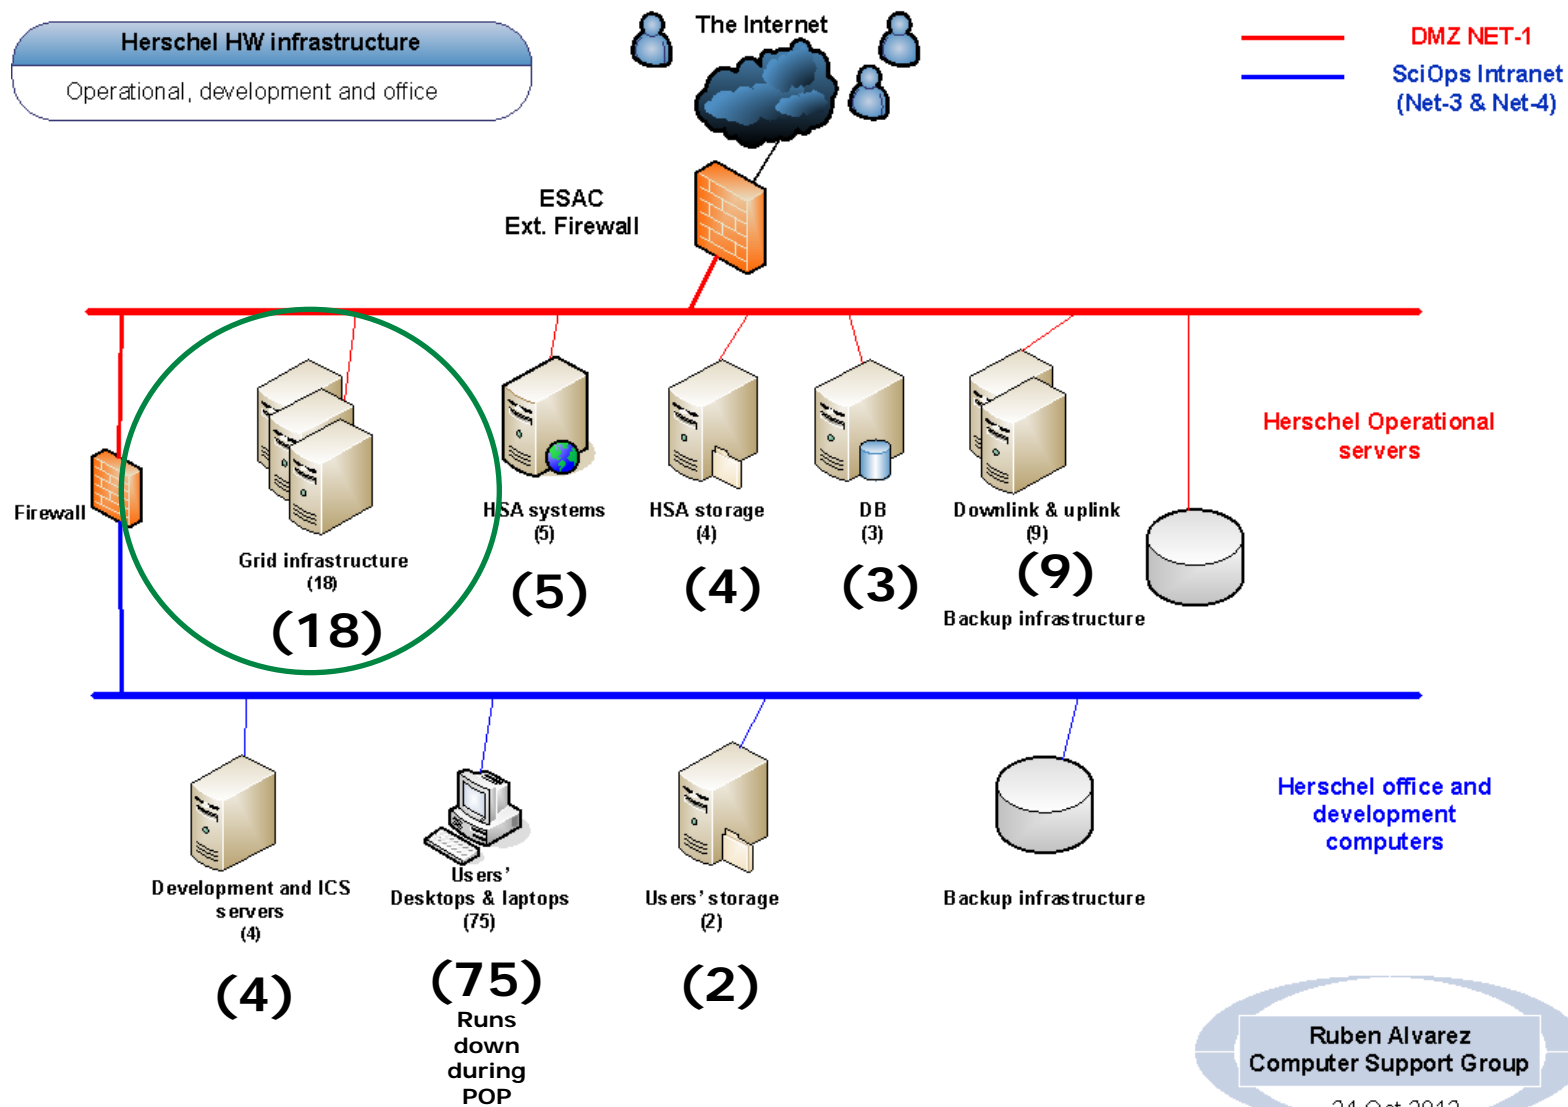 Herschel HW infrastructure
Operational, development and office
The Internet
DMZ NET-1
SciOps Intranet
(Net-3 & Net-4)
ESAC
Ext. Firewall
Herschel Operational
servers
Firewall
Grid infrastructure
(18)
(18)
HSA systems
(5)
(5)
HSA storage
(4)
(4)
DB
(3)
(3)
Downlink & uplink
(9)
(9)
Backup infrastructure
Herschel office and
development
computers
Development and ICS
servers
(4)
(4)
Users'
Desktops & laptops
(75)
(75)
Runs
down
during
POP
Users' storage
(2)
(2)
Backup infrastructure
Ruben Alvarez
Computer Support Group